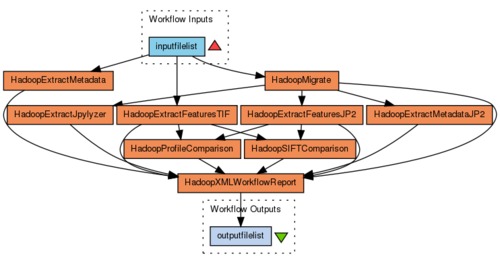 Workflow Inputs
inputfilelist
HadoopExtractMetadata
HadoopMigrate
HadoopExtractJpylyzer
HadoopExtractFeaturesTIF
HadoopExtractFeaturesJP2
HadoopExtractMetadataJP2
HadoopProfileComparison
HadoopSIFTComparison
HadoopXMLWorkflowReport
Workflow Outputs
outputfilelist